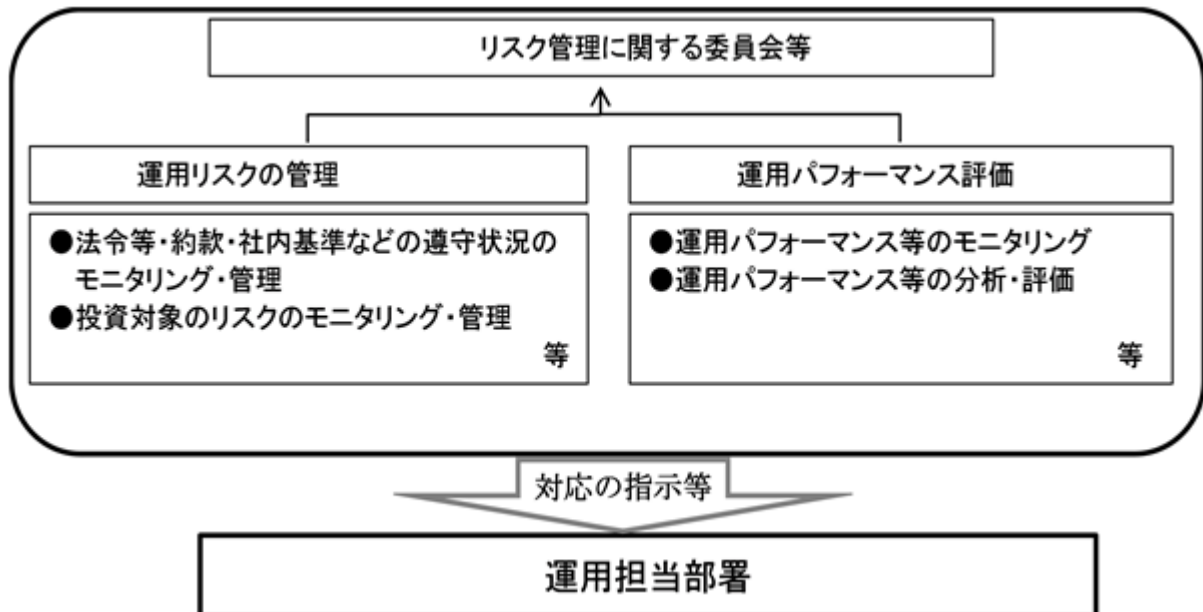 リスク管理に関する委員会等
運用リスクの管理
●法令等・約款・社内基準などの遵守状況の
モニタリング・管理
●投資対象のリスクのモニタリング・管理
等
運用パフォーマンス評価
●運用パフォーマンス等のモニタリング
●運用パフォーマンス等の分析・評価
等
対応の指示等
運用担当部署